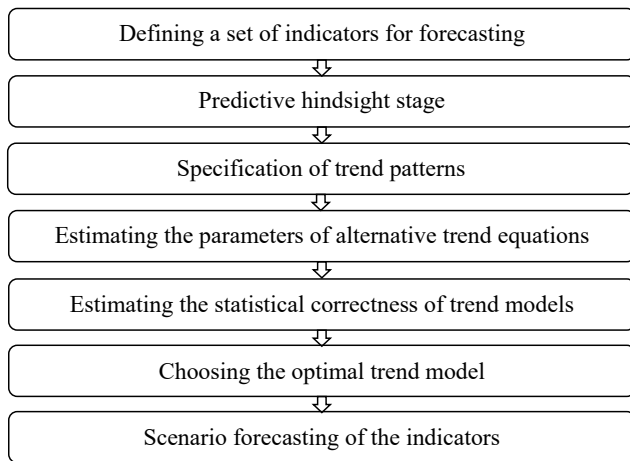 Defining a set of indicators for forecasting
Predictive hindsight stage
Specification of trend patterns
Estimating the parameters of alternative trend equations
Estimating the statistical correctness of trend models
Choosing the optimal trend model
Scenario forecasting of the indicators